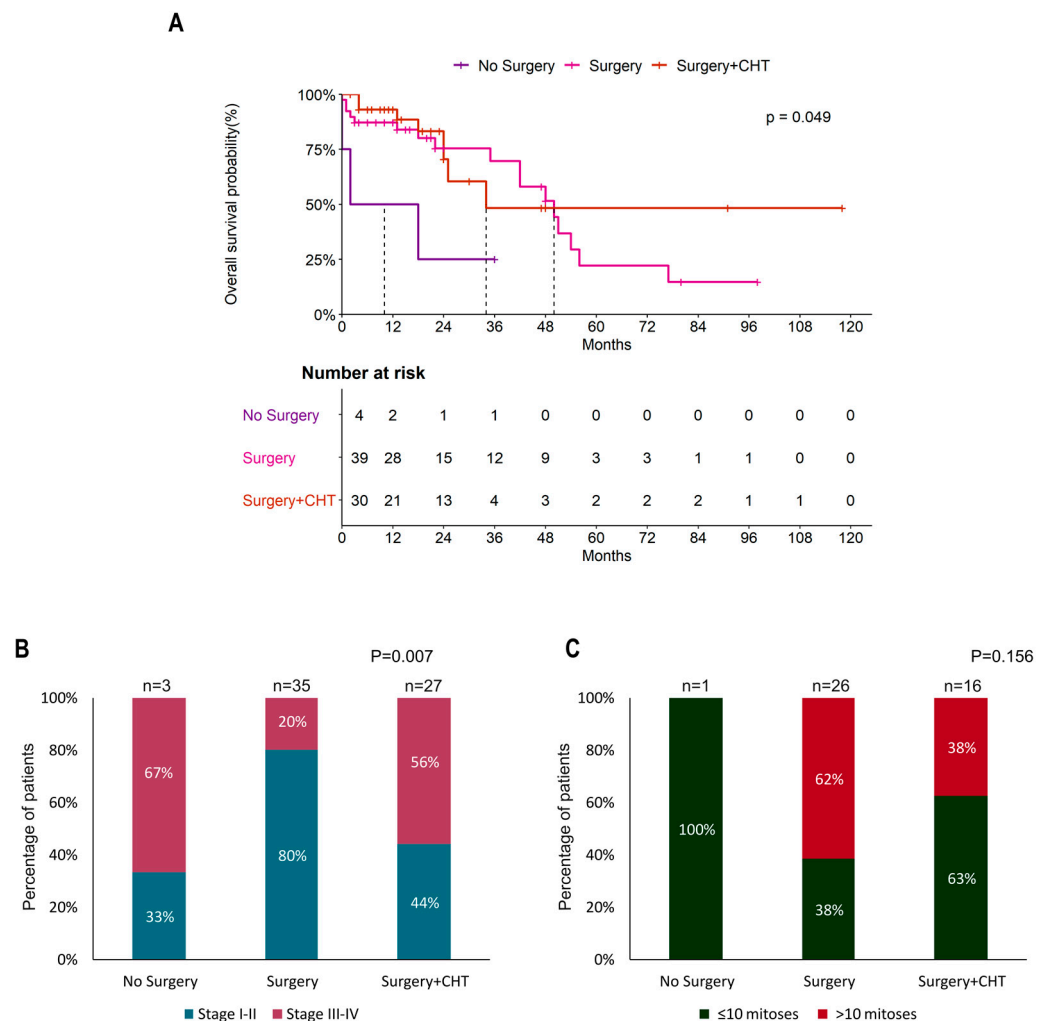 A
No Surgery Surgery Surgery+CHT
100%
75%
50%
25%
0%
Overall survival probability(%)
p = 0.049
0 12 24 36 48 60 72 84 96 108 120
Months
Number at risk
No Surgery 4 2 1 1 0 0 0 0 0 0 0
Surgery 39 28 15 12 9 3 3 1 1 0 0
Surgery+CHT 30 21 13 4 3 2 2 2 1 1 0
0 12 24 36 48 60 72 84 96 108 120
Months
B
P=0.007
n=3 n=35 n=27
100%
80%
60%
40%
20%
0%
Percentage of patients
67% 20% 56%
33% 80% 44%
No Surgery Surgery Surgery+CHT
Stage I-II Stage III-IV
C
P=0.156
n=1 n=26 n=16
100%
80%
60%
40%
20%
0%
Percentage of patients
100% 62% 38%
38% 63%
No Surgery Surgery Surgery+CHT
≤10 mitoses >10 mitoses